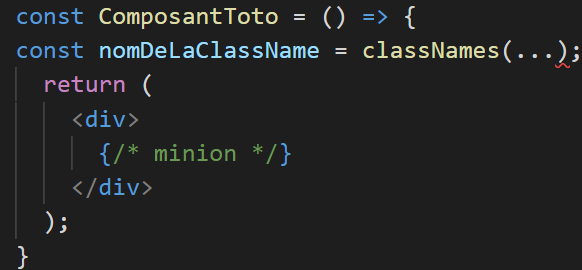 const ComposantToto = () => {
const nomDeLaClassName = classNames(...);
return (
<div>
{/* minion */}
</div>
);
}